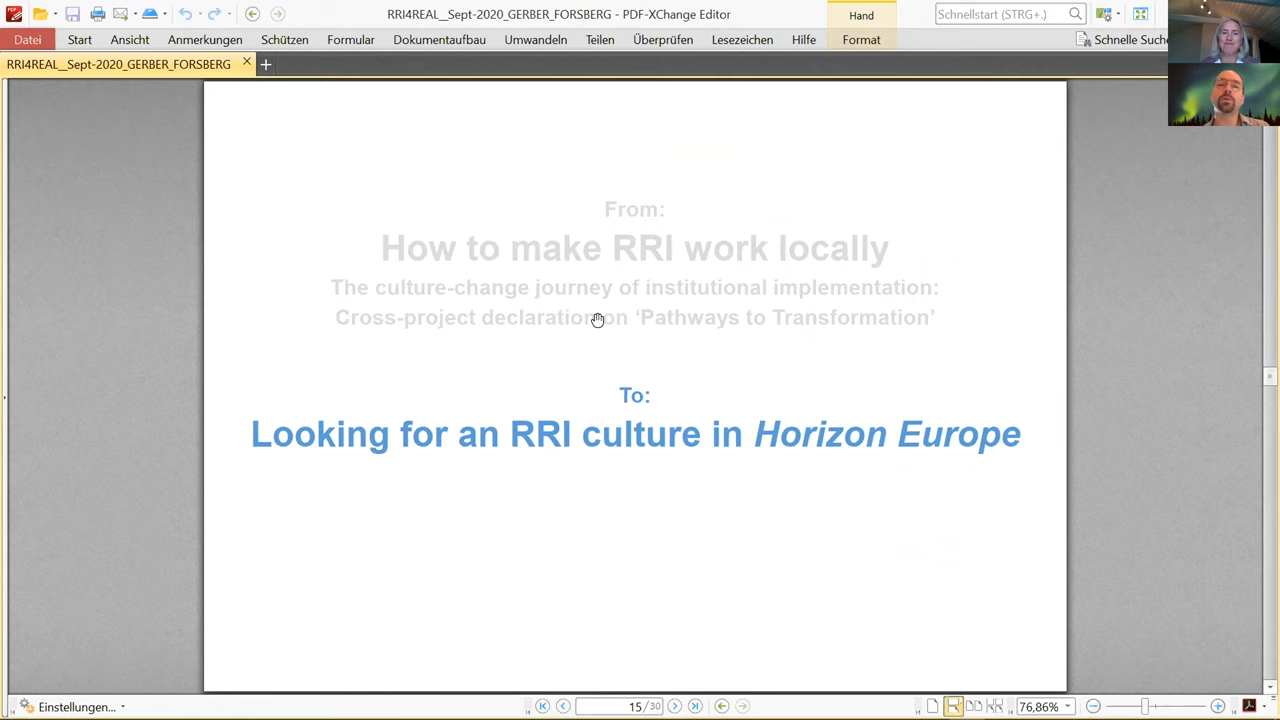 RRI4REAL_Sept-2020_GERBER_FORSBERG - PDF-XChange Editor
Hand
Schnellstart (STRG+.)
Datei Start Ansicht Anmerkungen Schützen Formular Dokumentaufbau Umwandeln Teilen Überprüfen Lesezeichen Hilfe Format Schnelle Suche
RRI4REAL__Sept-2020_GERBER_FORSBERG
From:
How to make RRI work locally
The culture-change journey of institutional implementation:
Cross-project declaration on ‘Pathways to Transformation’
To:
Looking for an RRI culture in Horizon Europe
Einstellungen... 15 /30 76,86%